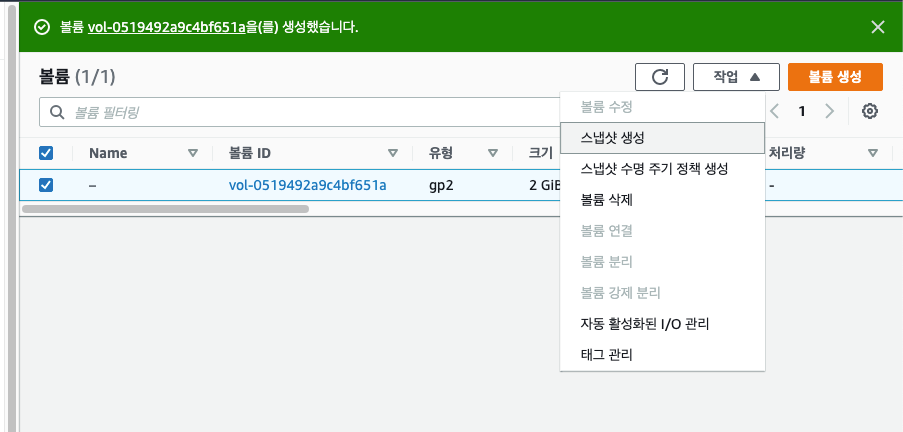 볼륨 vol-0519492a9c4bf651a을(를) 생성했습니다.
볼륨 (1/1)
작업
볼륨 생성
볼륨 필터링
1
Name
볼륨 ID
유형
크기
처리량
–
vol-0519492a9c4bf651a
gp2
2 GiB
-
볼륨 수정
스냅샷 생성
스냅샷 수명 주기 정책 생성
볼륨 삭제
볼륨 연결
볼륨 분리
볼륨 강제 분리
자동 활성화된 I/O 관리
태그 관리